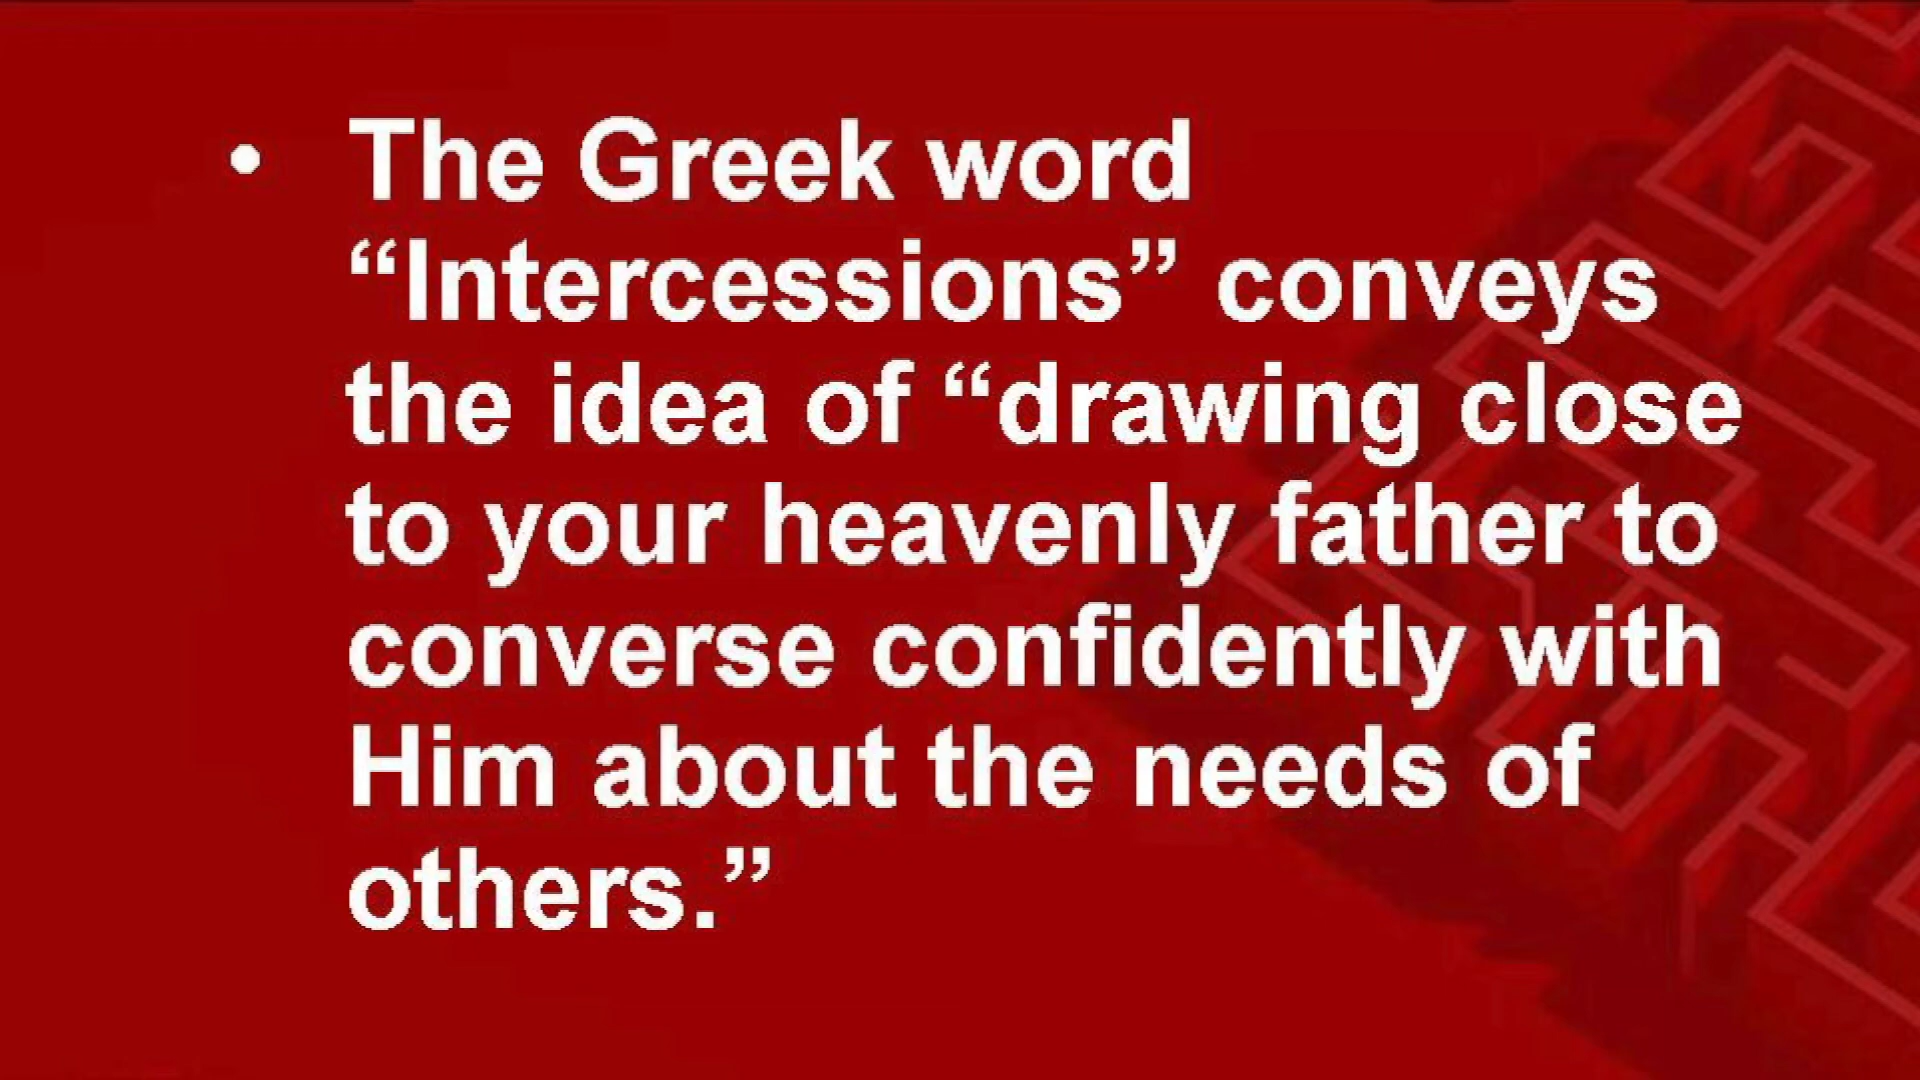 • The Greek word
“Intercessions” conveys
the idea of “drawing close
to your heavenly father to
converse confidently with
Him about the needs of
others.”